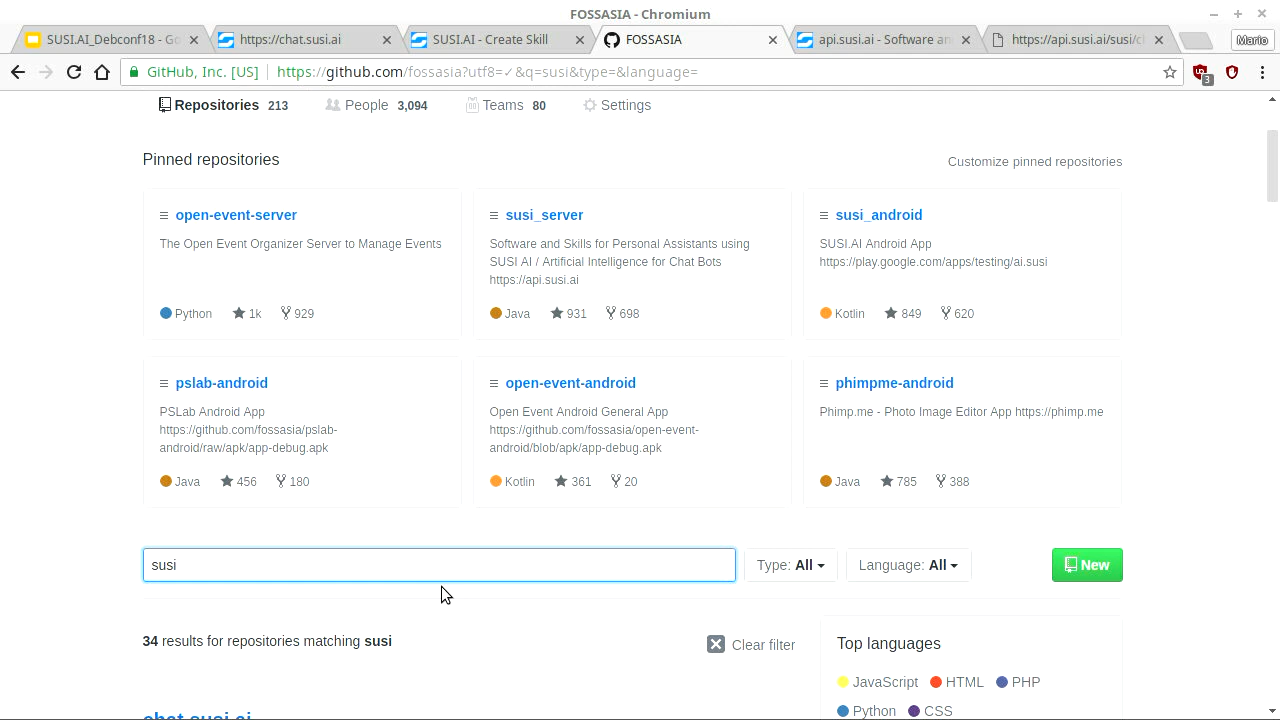 FOSSASIA - Chromium
SUSI.AI_Debconf18 - Go
https://chat.susi.ai
SUSI.AI - Create Skill
FOSSASIA
api.susi.ai - Software an
https://api.susi.ai/susi/c
Mario
GitHub, Inc. [US]
https://github.com/fossasia?utf8=✓&q=susi&type=&language=
3
Repositories 213
People 3,094
Teams 80
Settings
Pinned repositories
Customize pinned repositories
open-event-server
The Open Event Organizer Server to Manage Events
Python 1k 929
susi_server
Software and Skills for Personal Assistants using
SUSI AI / Artificial Intelligence for Chat Bots
https://api.susi.ai
Java 931 698
susi_android
SUSI.AI Android App
https://play.google.com/apps/testing/ai.susi
Kotlin 849 620
pslab-android
PSLab Android App
https://github.com/fossasia/pslab-
android/raw/apk/app-debug.apk
Java 456 180
open-event-android
Open Event Android General App
https://github.com/fossasia/open-event-
android/blob/apk/app-debug.apk
Kotlin 361 20
phimpme-android
Phimp.me - Photo Image Editor App https://phimp.me
Java 785 388
susi
Type: All
Language: All
New
34 results for repositories matching susi
Clear filter
Top languages
JavaScript HTML PHP
Python CSS
chat.susi.ai